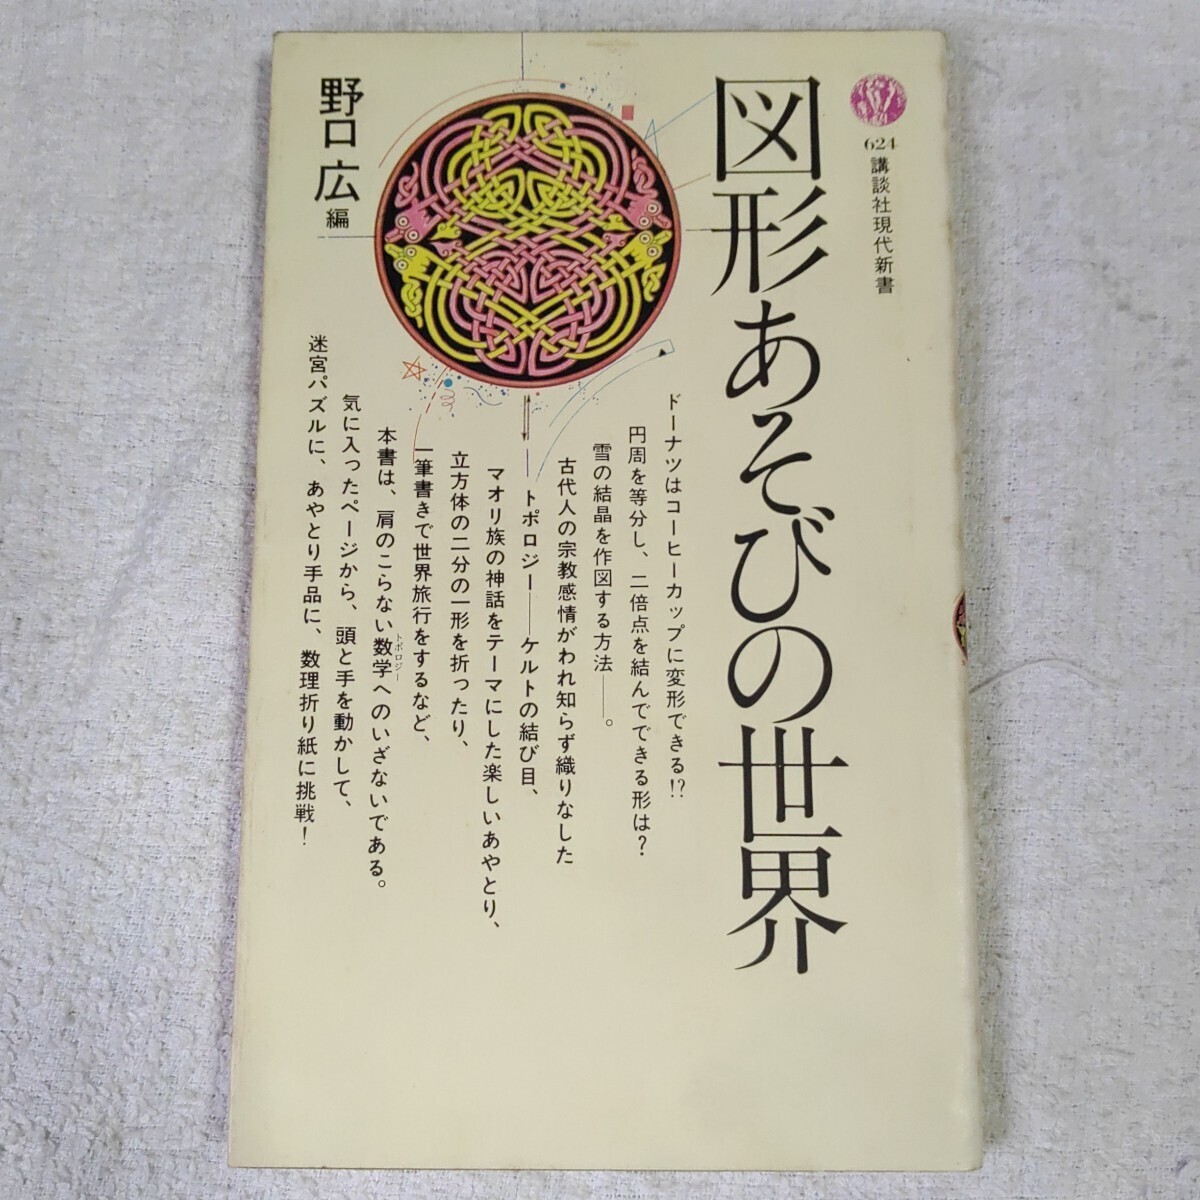 624
講談社現代新書
図形あそびの世界
野口 広
編
ドーナツはコーヒーカップに変形できる!?
円周を等分し、二倍点を結んでできる形は?
雪の結晶を作図する方法——。
古代人の宗教感情がわれ知らず織りなした
トポロジー——ケルトの結び目、
マオリ族の神話をテーマにした楽しいあやとり、
立方体の二分の一形を折ったり、
一筆書きで世界旅行をするなど、
本書は、肩のこらない数学へのいざないである。
トポロジー
気に入ったページから、頭と手を動かして、
迷宮パズルに、あやとり手品に、数理折り紙に挑戦!